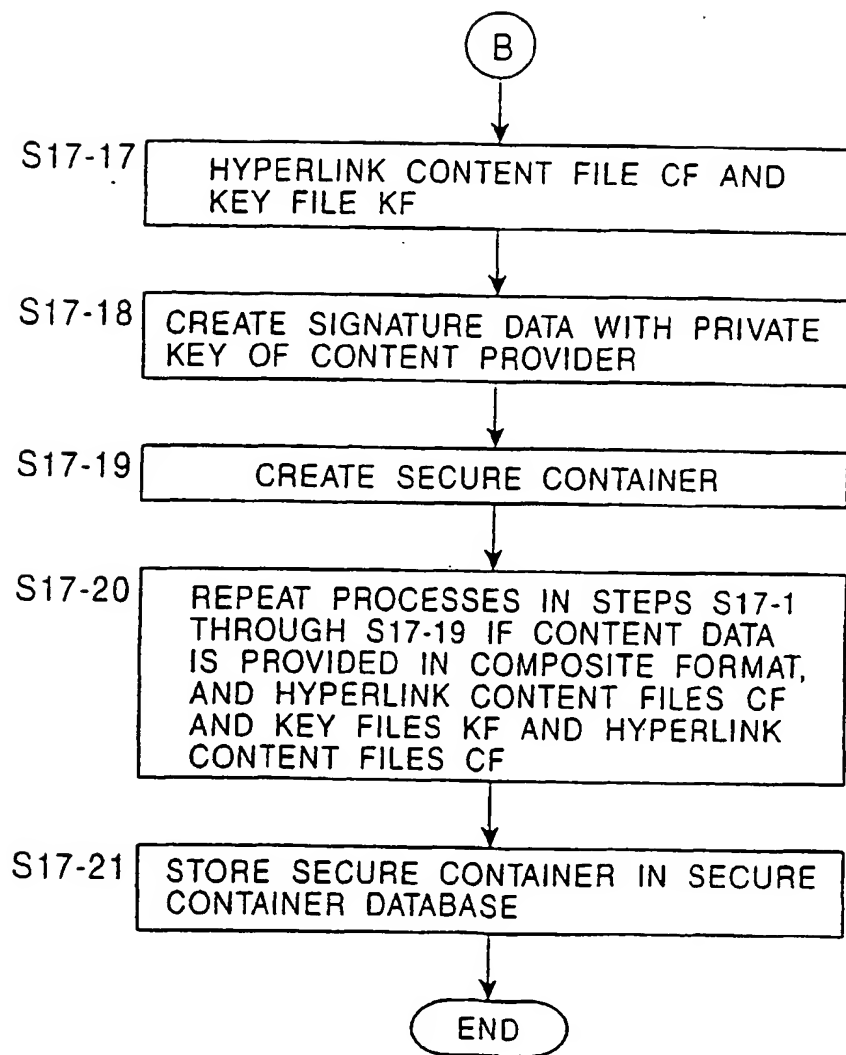 B
S17-17
HYPERLINK CONTENT FILE CF AND
KEY FILE KF
S17-18
CREATE SIGNATURE DATA WITH PRIVATE
KEY OF CONTENT PROVIDER
S17-19
CREATE SECURE CONTAINER
S17-20
REPEAT PROCESSES IN STEPS S17-1
THROUGH S17-19 IF CONTENT DATA
IS PROVIDED IN COMPOSITE FORMAT,
AND HYPERLINK CONTENT FILES CF
AND KEY FILES KF AND HYPERLINK
CONTENT FILES CF
S17-21
STORE SECURE CONTAINER IN SECURE
CONTAINER DATABASE
END